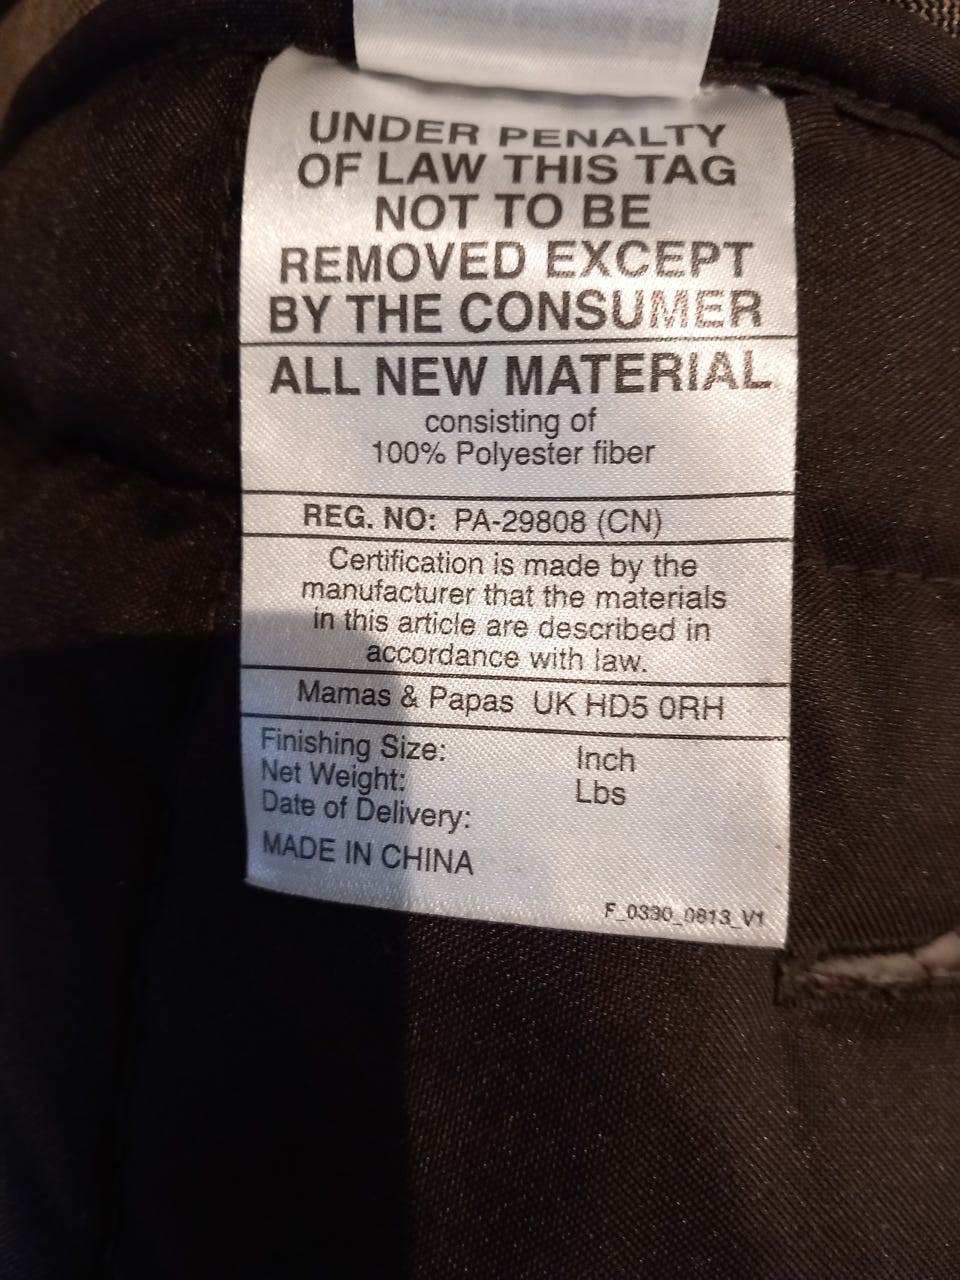 UNDER PENALTY
OF LAW THIS TAG
NOT TO BE
REMOVED EXCEPT
BY THE CONSUMER
ALL NEW MATERIAL
consisting of
100% Polyester fiber
REG. NO: PA-29808 (CN)
Certification is made by the
manufacturer that the materials
in this article are described in
accordance with law.
Mamas & Papas UK HD5 0RH
Finishing Size: Inch
Net Weight: Lbs
Date of Delivery:
MADE IN CHINA
F_0390_0813_V1